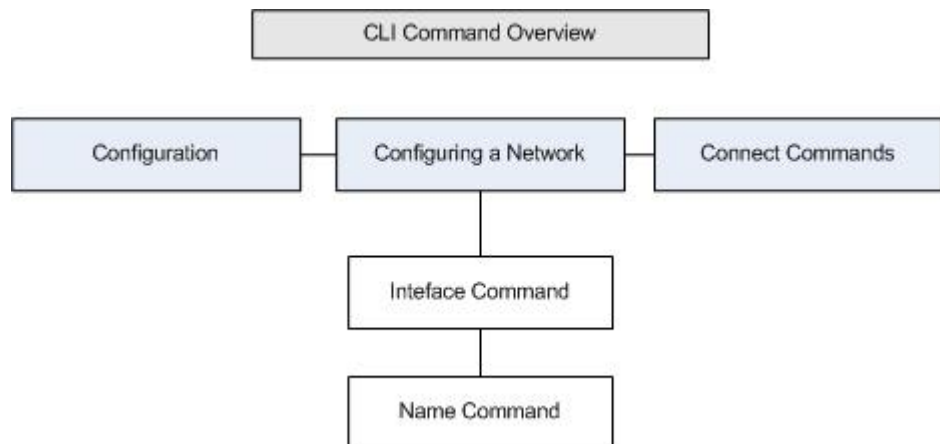 CLI Command Overview
Configuration
Configuring a Network
Connect Commands
Inteface Command
Name Command